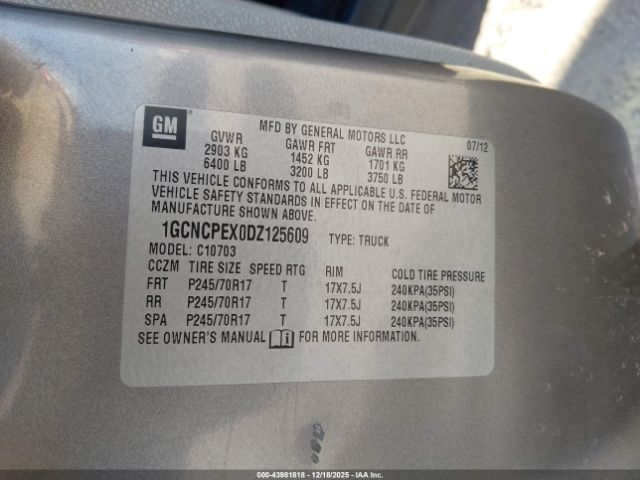 GM
MFD BY GENERAL MOTORS LLC 07/12
GVWR GAWR FRT GAWR RR
2903 KG 1452 KG 1701 KG
6400 LB 3200 LB 3750 LB
THIS VEHICLE CONFORMS TO ALL APPLICABLE U.S. FEDERAL MOTOR
VEHICLE SAFETY STANDARDS IN EFFECT ON THE DATE OF
MANUFACTURE SHOWN ABOVE.
1GCNCPEX0DZ125609 TYPE: TRUCK
MODEL: C10703
CCZM TIRE SIZE SPEED RTG RIM COLD TIRE PRESSURE
FRT P245/70R17 T 17X7.5J 240KPA(35PSI)
RR P245/70R17 T 17X7.5J 240KPA(35PSI)
SPA P245/70R17 T 17X7.5J 240KPA(35PSI)
SEE OWNER'S MANUAL FOR MORE INFORMATION.
000-43981818 - 12/18/2025 - IAA, LLC